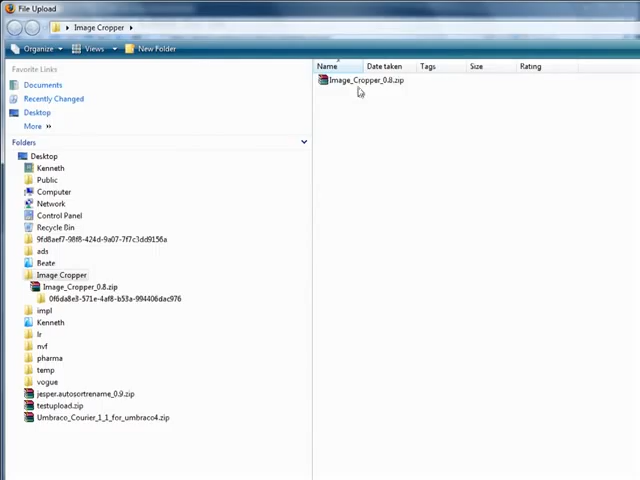 File Upload
Image Cropper
Organize Views New Folder
Favorite Links
Documents
Recently Changed
Desktop
More »
Folders
Desktop
Kenneth
Public
Computer
Network
Control Panel
Recycle Bin
9fd8aef7-98f8-424d-9a07-7f7c3dd9156a
ads
Beate
Image Cropper
Image_Cropper_0.8.zip
0f6da8e3-571e-4af8-b53a-994406dac976
impl
Kenneth
lr
nvf
pharma
temp
vogue
jesper.autosortrename_0.9.zip
testupload.zip
Umbraco_Courier_1_1_for_umbraco4.zip
Name Date taken Tags Size Rating
Image_Cropper_0.8.zip